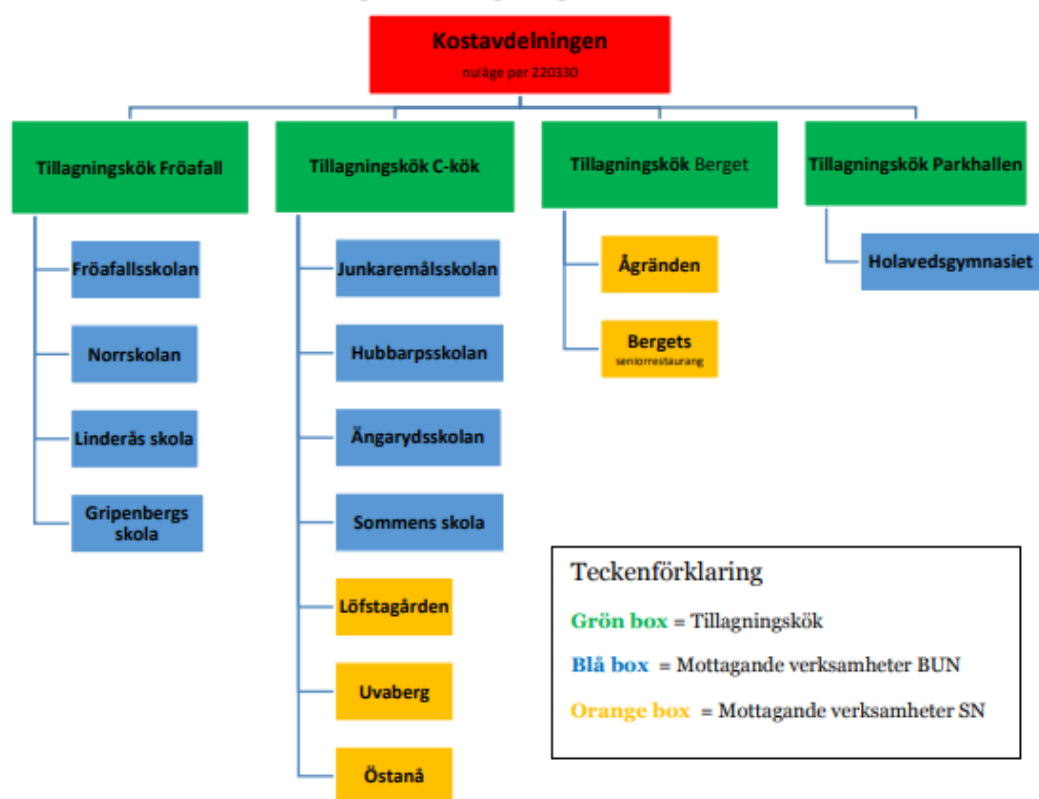 Kostavdelningen
nuläge per 220330
Tillagningskök Fröafall
Tillagningskök C-kök
Tillagningskök Berget
Tillagningskök Parkhallen
Fröafallsskolan
Norrskolan
Linderås skola
Gripenbergs
skola
Junkaremålsskolan
Hubbarpsskolan
Ängarydsskolan
Sommens skola
Löfstagården
Uvaberg
Östanå
Ågränden
Bergets
seniorrestaurang
Holavedsgymnasiet
Teckenförklaring
Grön box = Tillagningskök
Blå box = Mottagande verksamheter BUN
Orange box = Mottagande verksamheter SN